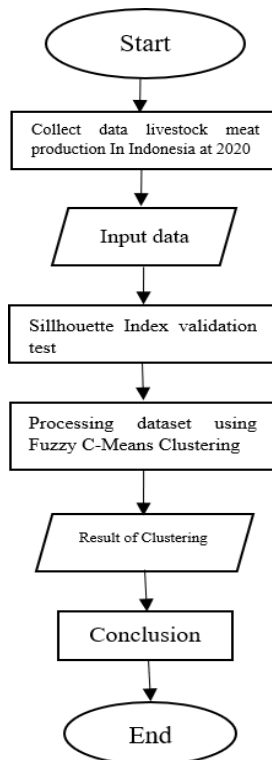 Start
Collect data livestock meat
production In Indonesia at 2020
Input data
Sillhouette Index validation
test
Processing dataset using
Fuzzy C-Means Clustering
Result of Clustering
Conclusion
End